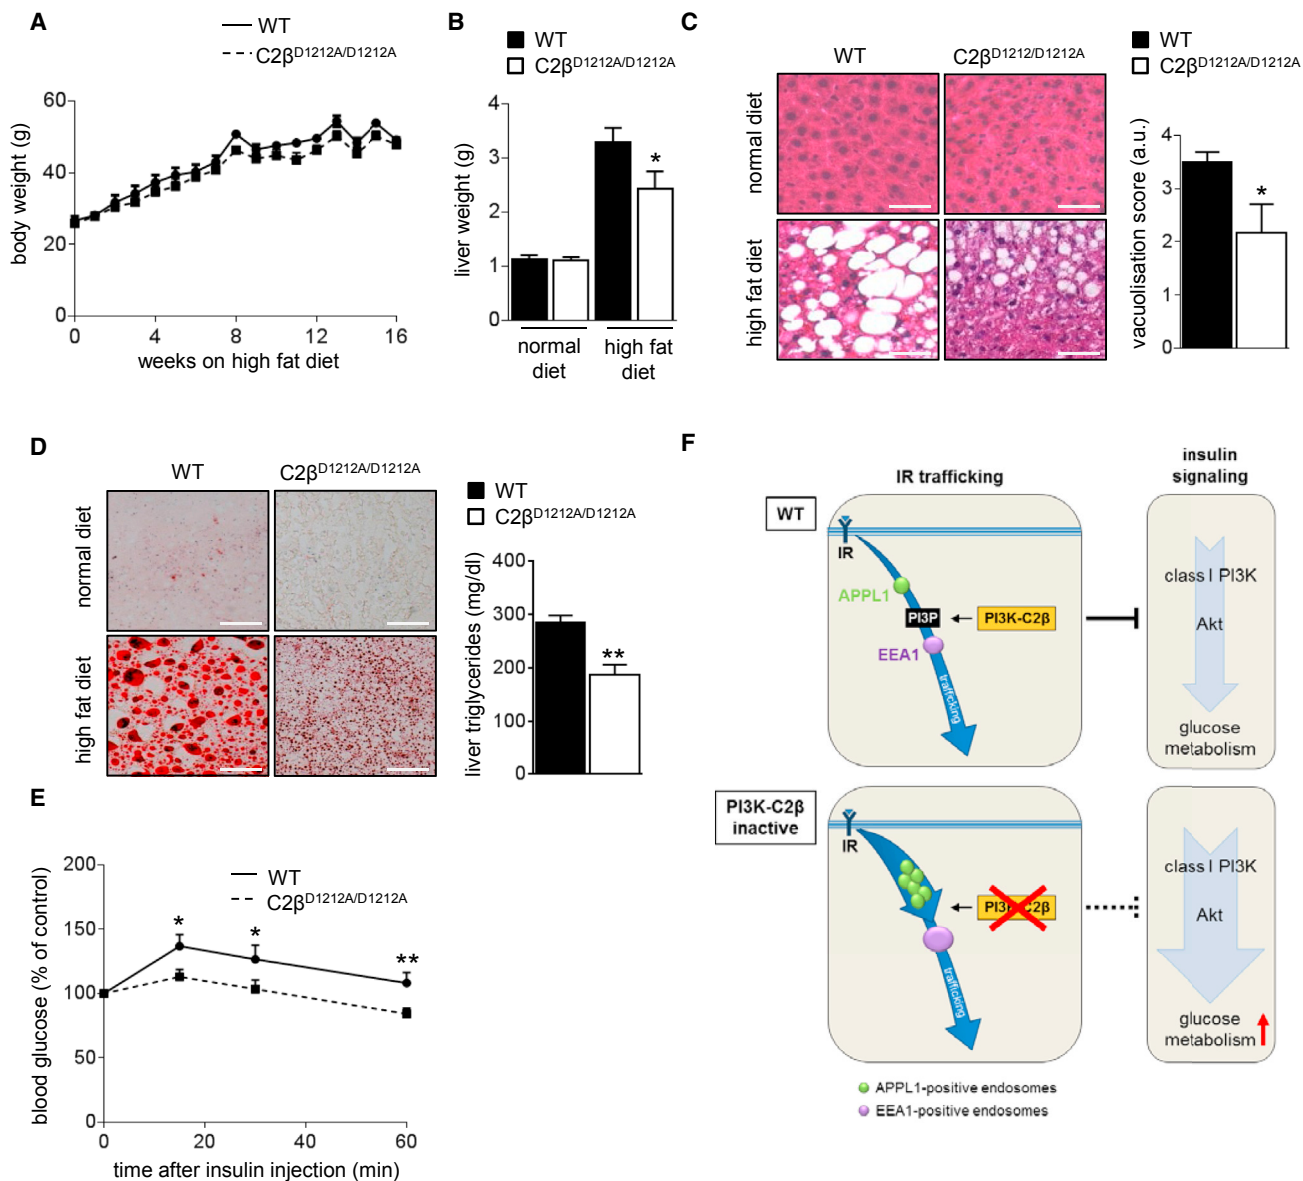 A
WT
C2β^D1212A/D1212A
body weight (g)
60
40
20
0
0 4 8 12 16
weeks on high fat diet
B
WT
C2β^D1212A/D1212A
liver weight (g)
4
3
2
1
0
*
normal diet
high fat diet
C
WT
C2β^D1212/D1212A
normal diet
high fat diet
WT
C2β^D1212A/D1212A
vacuolisation score (a.u.)
4
3
2
1
0
*
D
WT
C2β^D1212A/D1212A
normal diet
high fat diet
WT
C2β^D1212A/D1212A
liver triglycerides (mg/dl)
400
300
200
100
0
**
E
WT
C2β^D1212A/D1212A
blood glucose (% of control)
200
150
100
50
0
* * **
0 20 40 60
time after insulin injection (min)
F
IR trafficking
insulin
signaling
WT
IR
APPL1
PI3P
PI3K-C2β
EEA1
trafficking
class I PI3K
Akt
glucose
metabolism
PI3K-C2β
inactive
IR
PI3K-C2β
trafficking
class I PI3K
Akt
glucose
metabolism
APPL1-positive endosomes
EEA1-positive endosomes